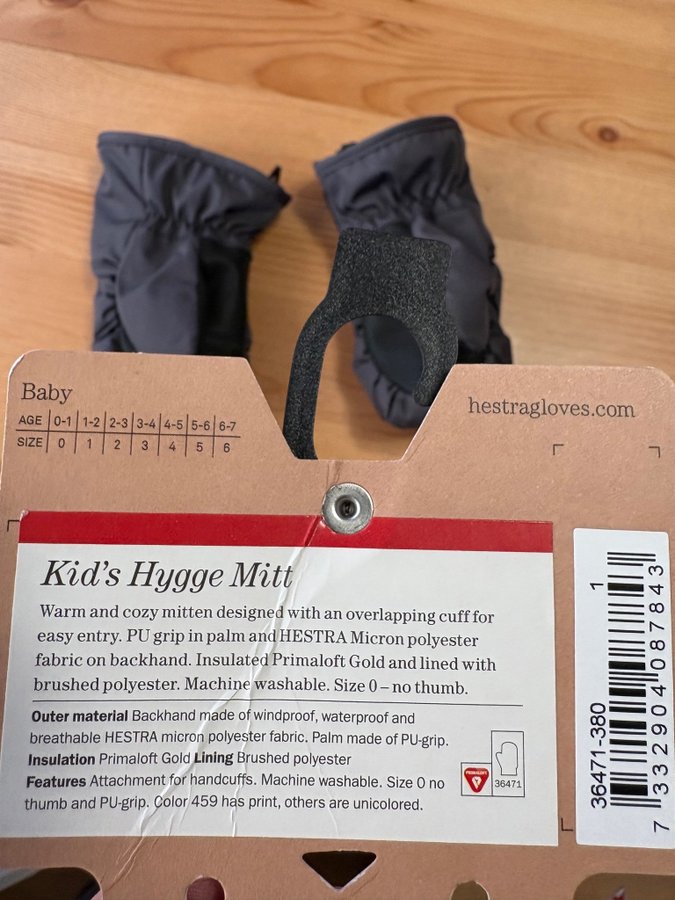 Baby
AGE 0-1 1-2 2-3 3-4 4-5 5-6 6-7
SIZE 0 1 2 3 4 5 6
hestragloves.com
Kid's Hygge Mitt
Warm and cozy mitten designed with an overlapping cuff for
easy entry. PU grip in palm and HESTRA Micron polyester
fabric on backhand. Insulated Primaloft Gold and lined with
brushed polyester. Machine washable. Size 0 – no thumb.
Outer material Backhand made of windproof, waterproof and
breathable HESTRA micron polyester fabric. Palm made of PU-grip.
Insulation Primaloft Gold Lining Brushed polyester
Features Attachment for handcuffs. Machine washable. Size 0 no
thumb and PU-grip. Color 459 has print, others are unicolored.
PRIMALOFT
36471
36471-380 1
7 332904 087843